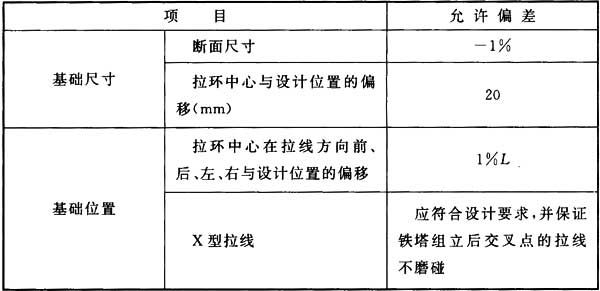 项 目 允许偏差
断面尺寸 −1%
基础尺寸
拉环中心与设计位置的偏
移(mm) 20
拉环中心在拉线方向前、
后、左、右与设计位置的偏移 1%L
基础位置
X型拉线
应符合设计要求,并保证
铁塔组立后交叉点的拉线
不磨碰